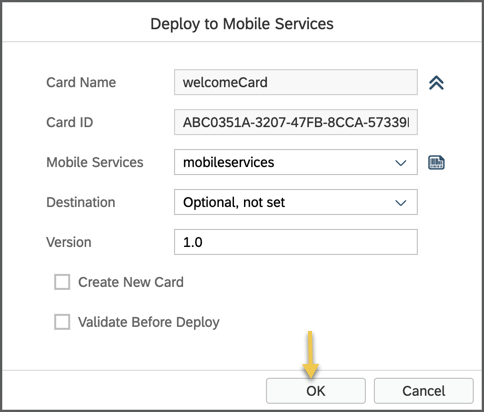 Deploy to Mobile Services
Card Name welcomeCard
Card ID ABC0351A-3207-47FB-8CCA-57339
Mobile Services mobileservices
Destination Optional, not set
Version 1.0
Create New Card
Validate Before Deploy
OK Cancel